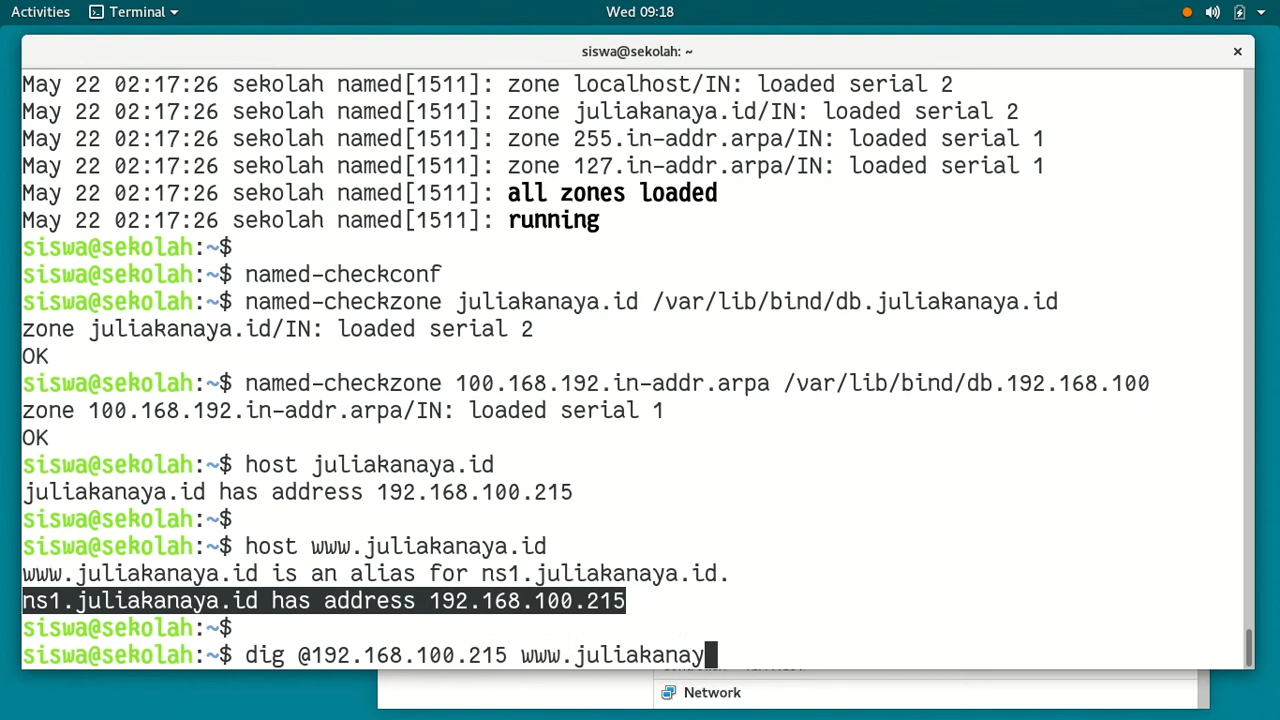 Activities Terminal Wed 09:18
siswa@sekolah: ~
May 22 02:17:26 sekolah named[1511]: zone localhost/IN: loaded serial 2
May 22 02:17:26 sekolah named[1511]: zone juliakanaya.id/IN: loaded serial 2
May 22 02:17:26 sekolah named[1511]: zone 255.in-addr.arpa/IN: loaded serial 1
May 22 02:17:26 sekolah named[1511]: zone 127.in-addr.arpa/IN: loaded serial 1
May 22 02:17:26 sekolah named[1511]: all zones loaded
May 22 02:17:26 sekolah named[1511]: running
siswa@sekolah:~$
siswa@sekolah:~$ named-checkconf
siswa@sekolah:~$ named-checkzone juliakanaya.id /var/lib/bind/db.juliakanaya.id
zone juliakanaya.id/IN: loaded serial 2
OK
siswa@sekolah:~$ named-checkzone 100.168.192.in-addr.arpa /var/lib/bind/db.192.168.100
zone 100.168.192.in-addr.arpa/IN: loaded serial 1
OK
siswa@sekolah:~$ host juliakanaya.id
juliakanaya.id has address 192.168.100.215
siswa@sekolah:~$
siswa@sekolah:~$ host www.juliakanaya.id
www.juliakanaya.id is an alias for ns1.juliakanaya.id.
ns1.juliakanaya.id has address 192.168.100.215
siswa@sekolah:~$
siswa@sekolah:~$ dig @192.168.100.215 www.juliakanay
Network